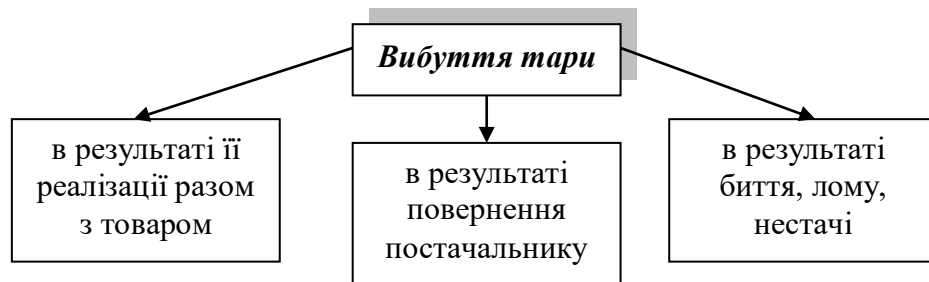 Вибуття тари
в результаті її
реалізації разом
з товаром
в результаті
повернення
постачальнику
в результаті
биття, лому,
нестачі